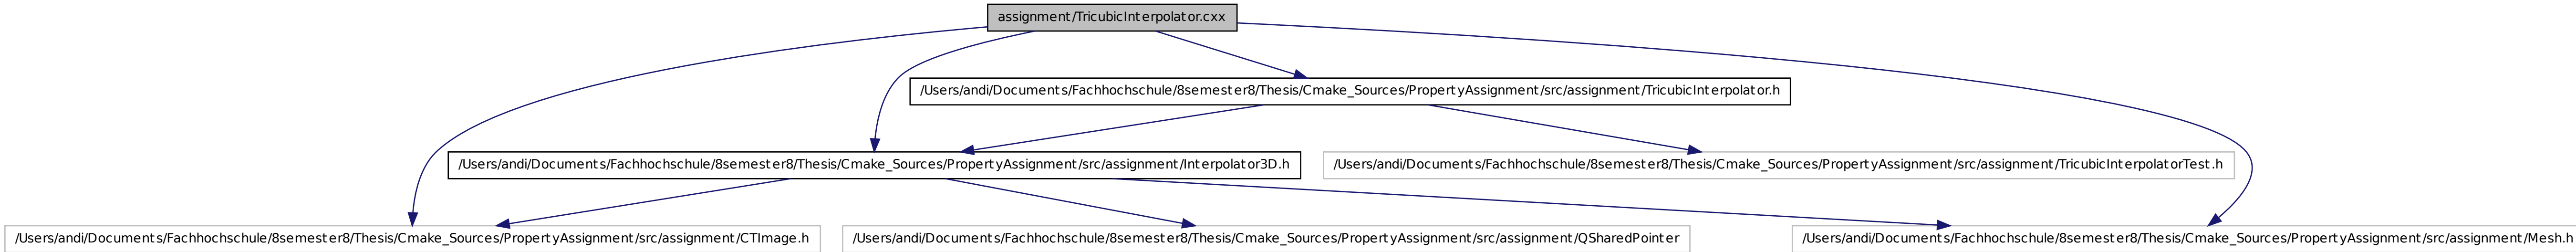 assignment/TricubicInterpolator.cxx
/Users/andi/Documents/Fachhochschule/8semester8/Thesis/Cmake_Sources/PropertyAssignment/src/assignment/TricubicInterpolator.h
/Users/andi/Documents/Fachhochschule/8semester8/Thesis/Cmake_Sources/PropertyAssignment/src/assignment/Interpolator3D.h
/Users/andi/Documents/Fachhochschule/8semester8/Thesis/Cmake_Sources/PropertyAssignment/src/assignment/TricubicInterpolatorTest.h
/Users/andi/Documents/Fachhochschule/8semester8/Thesis/Cmake_Sources/PropertyAssignment/src/assignment/CTImage.h
/Users/andi/Documents/Fachhochschule/8semester8/Thesis/Cmake_Sources/PropertyAssignment/src/assignment/QSharedPointer
/Users/andi/Documents/Fachhochschule/8semester8/Thesis/Cmake_Sources/PropertyAssignment/src/assignment/Mesh.h